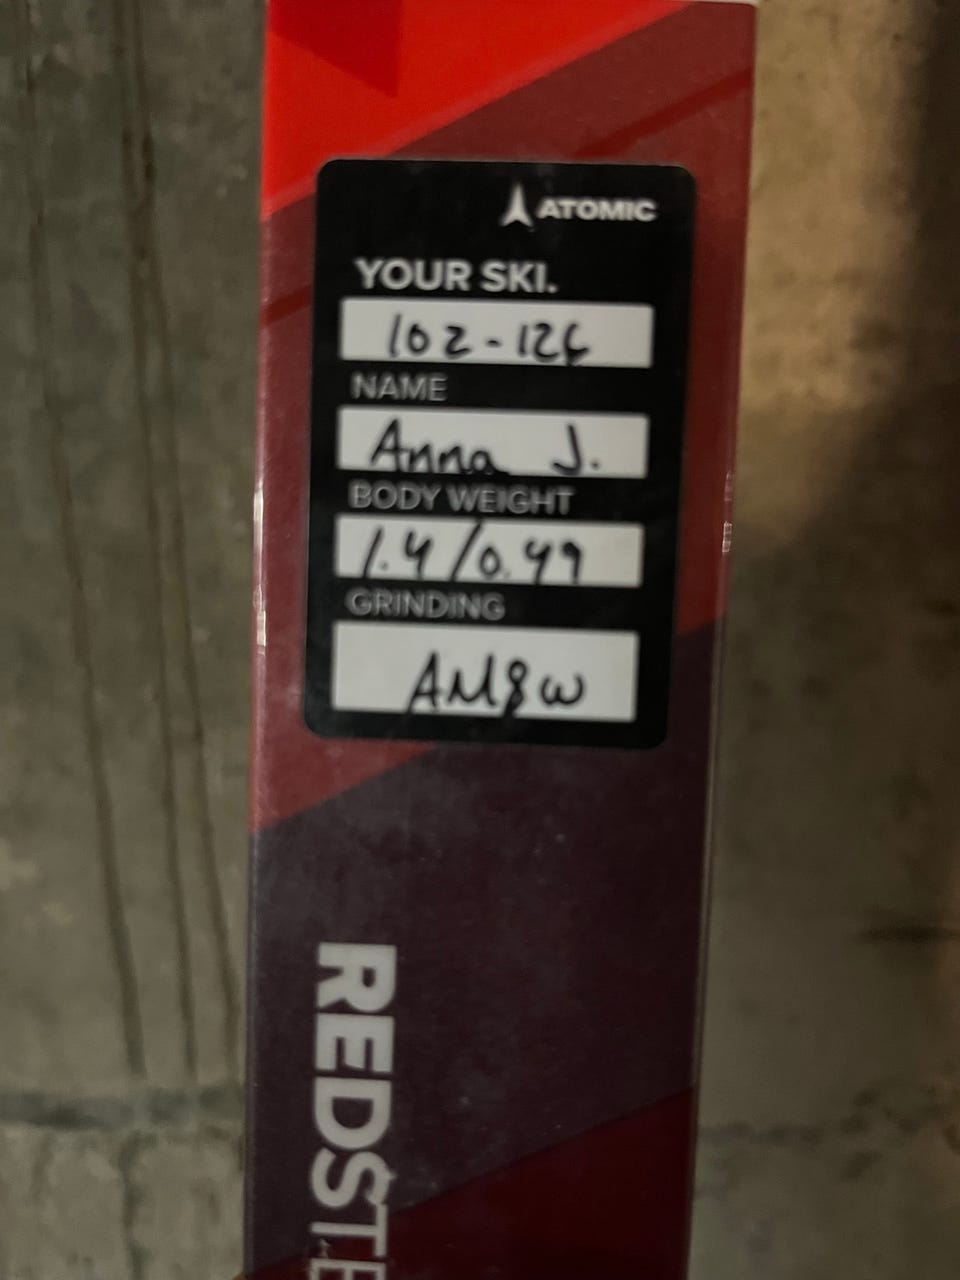 ATOMIC
YOUR SKI.
102-126
NAME
Anna J.
BODY WEIGHT
1.4/0.49
GRINDING
AM8W
REDSTE